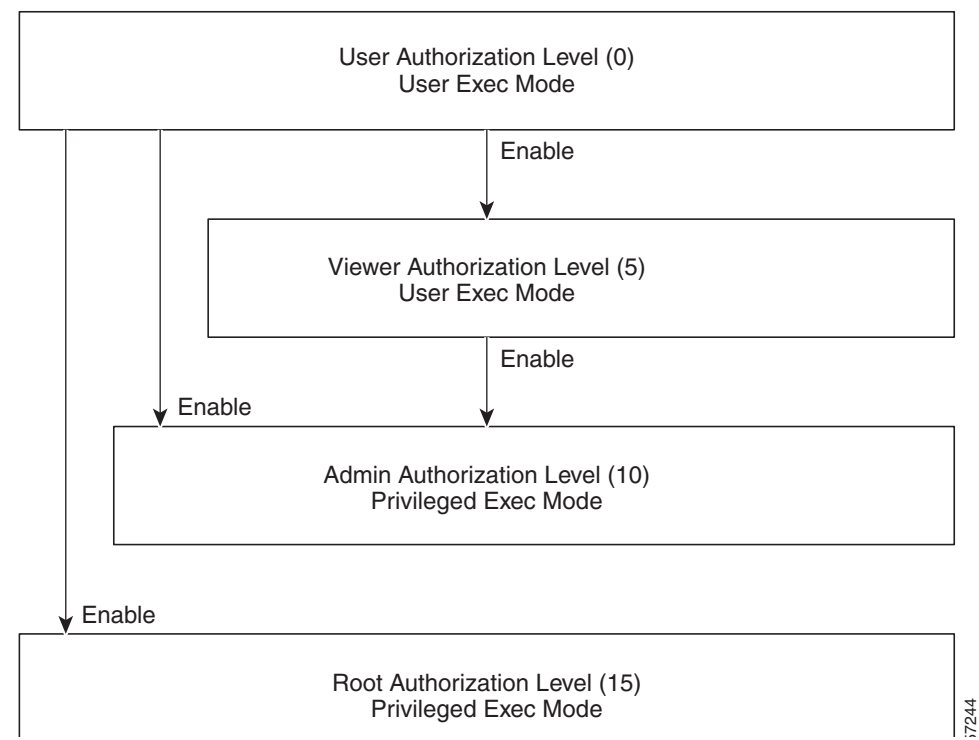 User Authorization Level (0)
User Exec Mode
Enable
Viewer Authorization Level (5)
User Exec Mode
Enable
Enable
Admin Authorization Level (10)
Privileged Exec Mode
Enable
Root Authorization Level (15)
Privileged Exec Mode